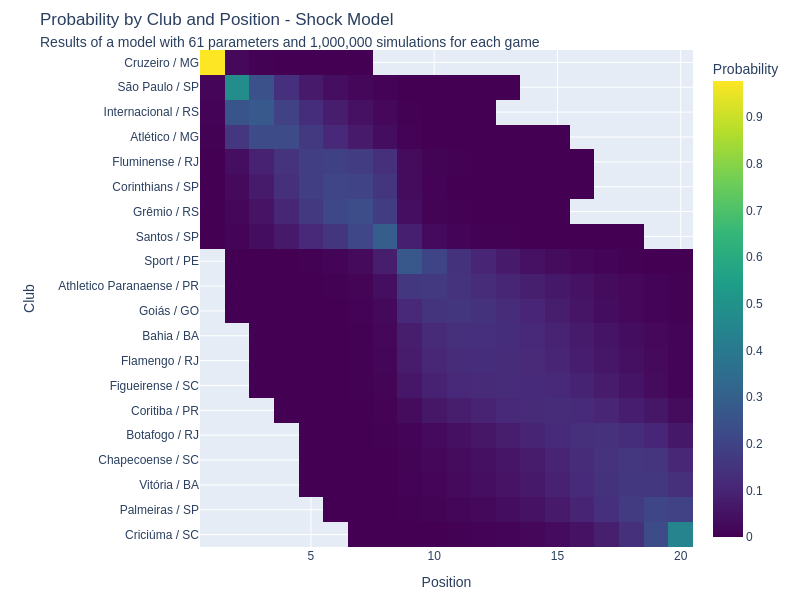 Probability by Club and Position - Shock Model
Results of a model with 61 parameters and 1,000,000 simulations for each game
Probability
Club
Cruzeiro / MG
São Paulo / SP
Internacional / RS
Atlético / MG
Fluminense / RJ
Corinthians / SP
Grêmio / RS
Santos / SP
Sport / PE
Athletico Paranaense / PR
Goiás / GO
Bahia / BA
Flamengo / RJ
Figueirense / SC
Coritiba / PR
Botafogo / RJ
Chapecoense / SC
Vitória / BA
Palmeiras / SP
Criciúma / SC
0.9
0.8
0.7
0.6
0.5
0.4
0.3
0.2
0.1
0
5 10 15 20
Position